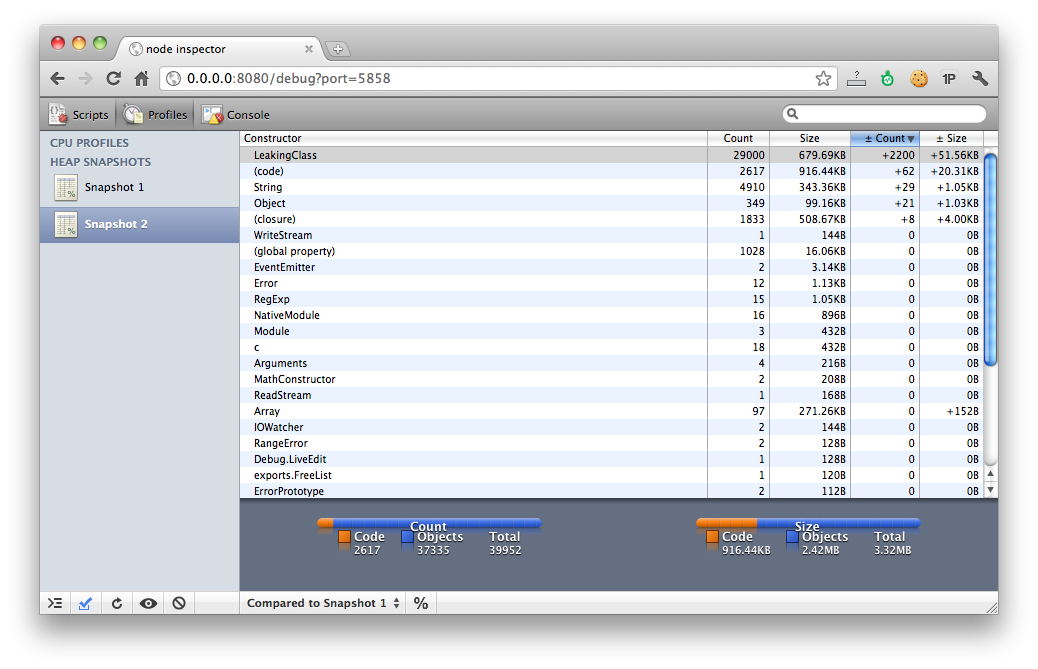 node inspector
0.0.0.0:8080/debug?port=5858
? 1P
Scripts Profiles Console
CPU PROFILES
HEAP SNAPSHOTS
Snapshot 1
Snapshot 2
Constructor Count Size ± Count ▼ ± Size
LeakingClass 29000 679.69KB +2200 +51.56KB
(code) 2617 916.44KB +62 +20.31KB
String 4910 343.36KB +29 +1.05KB
Object 349 99.16KB +21 +1.03KB
(closure) 1833 508.67KB +8 +4.00KB
WriteStream 1 144B 0 0B
(global property) 1028 16.06KB 0 0B
EventEmitter 2 3.14KB 0 0B
Error 12 1.13KB 0 0B
RegExp 15 1.05KB 0 0B
NativeModule 16 896B 0 0B
Module 3 432B 0 0B
c 18 432B 0 0B
Arguments 4 216B 0 0B
MathConstructor 2 208B 0 0B
ReadStream 1 168B 0 0B
Array 97 271.26KB 0 +152B
IOWatcher 2 144B 0 0B
RangeError 2 128B 0 0B
Debug.LiveEdit 1 128B 0 0B
exports.FreeList 1 120B 0 0B
ErrorPrototype 2 112B 0 0B
Count Size
Code Objects Total Code Objects Total
2617 37335 39952 916.44KB 2.42MB 3.32MB
Compared to Snapshot 1 %